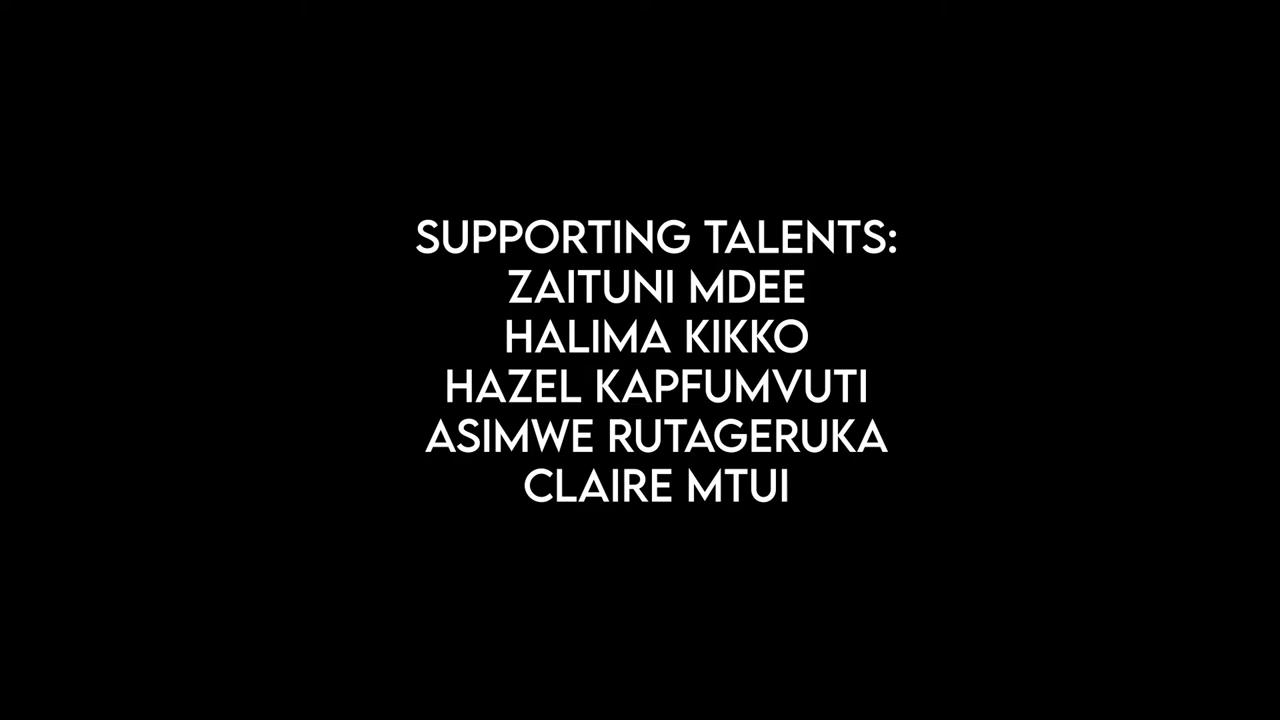 SUPPORTING TALENTS:
ZAITUNI MDEE
HALIMA KIKKO
HAZEL KAPFUMVUTI
ASIMWE RUTAGERUKA
CLAIRE MTUI